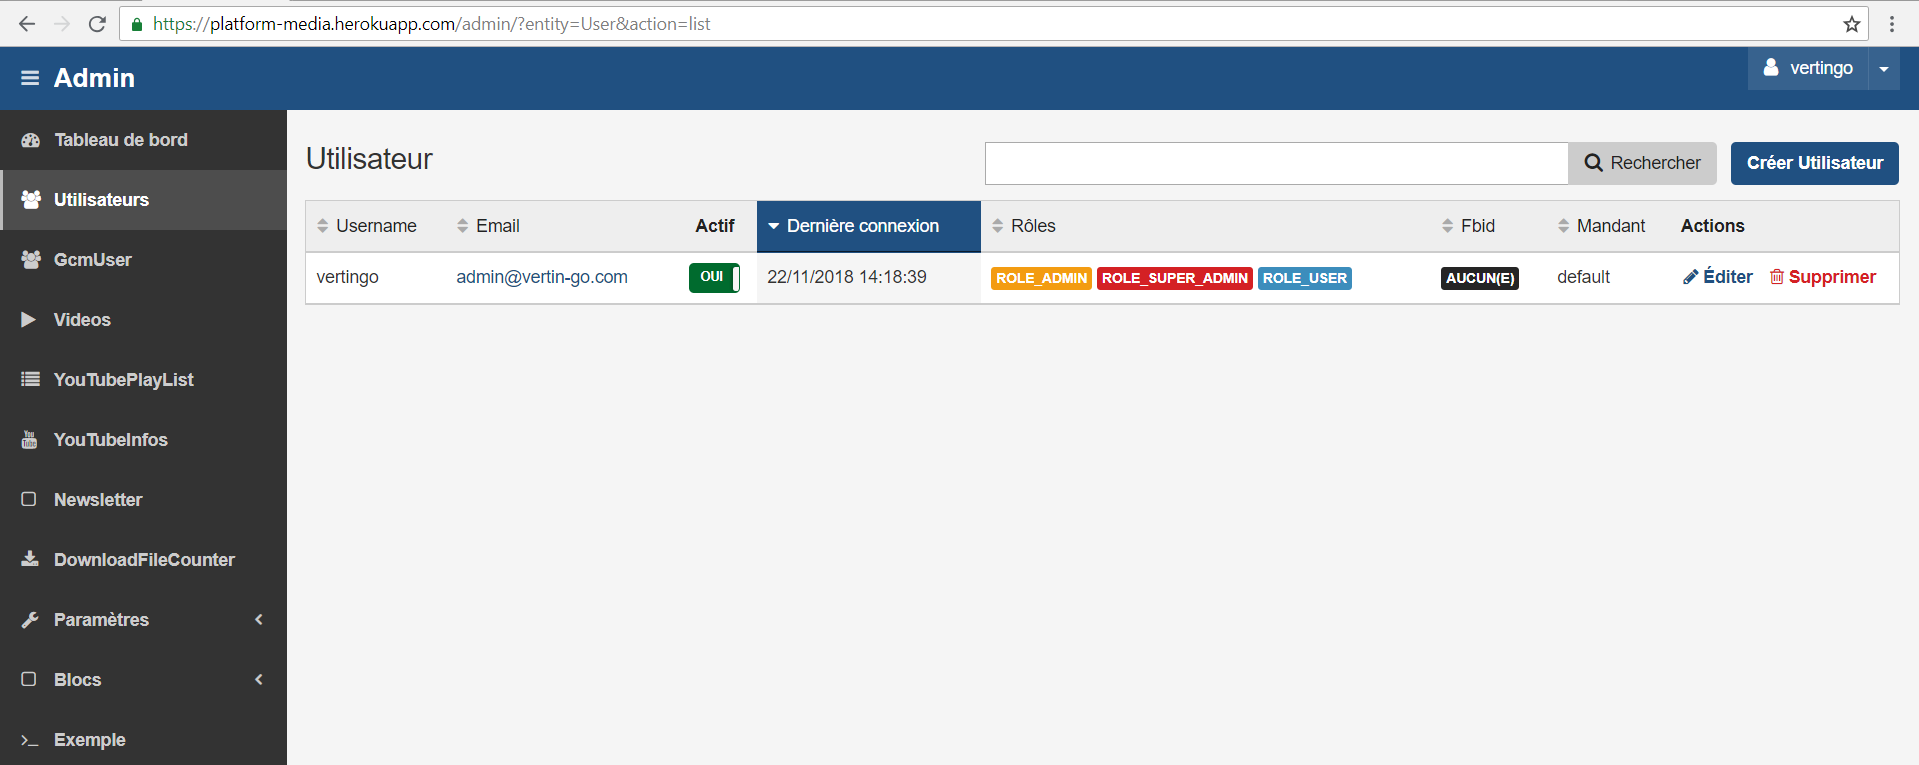 https://platform-media.herokuapp.com/admin/?entity=User&action=list
Admin
vertingo
Tableau de bord
Utilisateurs
GcmUser
Videos
YouTubePlayList
You Tube
YouTubeInfos
Newsletter
DownloadFileCounter
Paramètres
Blocs
Exemple
Utilisateur
Rechercher
Créer Utilisateur
Username Email Actif Dernière connexion Rôles Fbid Mandant Actions
vertingo admin@vertin-go.com OUI 22/11/2018 14:18:39 ROLE_ADMIN ROLE_SUPER_ADMIN ROLE_USER AUCUN(E) default Éditer Supprimer